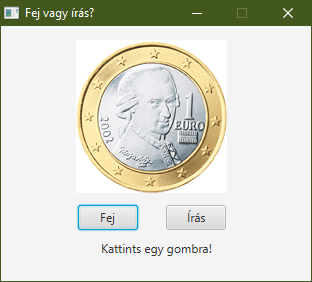 Fej vagy írás?
1
EURO
2002
Fej Írás
Kattints egy gombra!